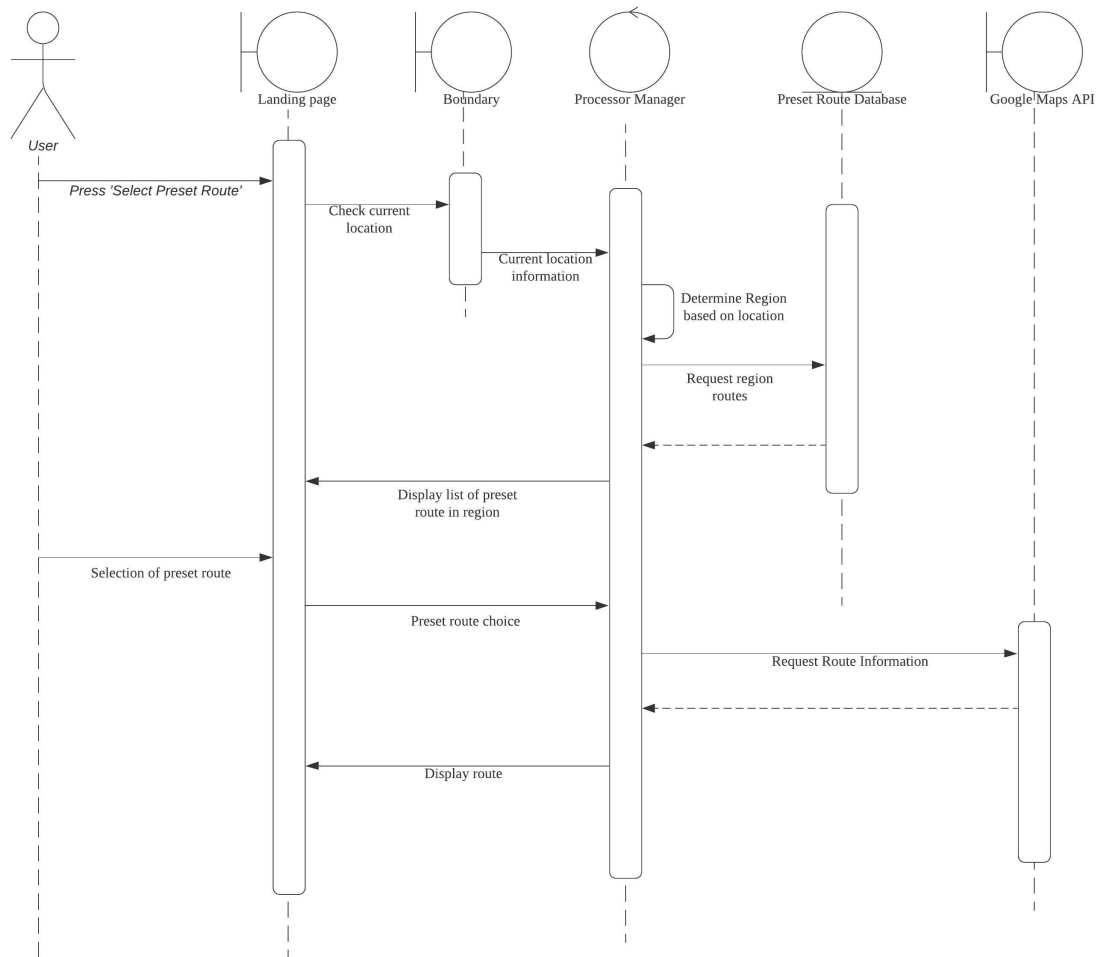 Landing page
Boundary
Processor Manager
Preset Route Database
Google Maps API
User
Press 'Select Preset Route'
Check current
location
Current location
information
Determine Region
based on location
Request region
routes
Display list of preset
route in region
Selection of preset route
Preset route choice
Request Route Information
Display route